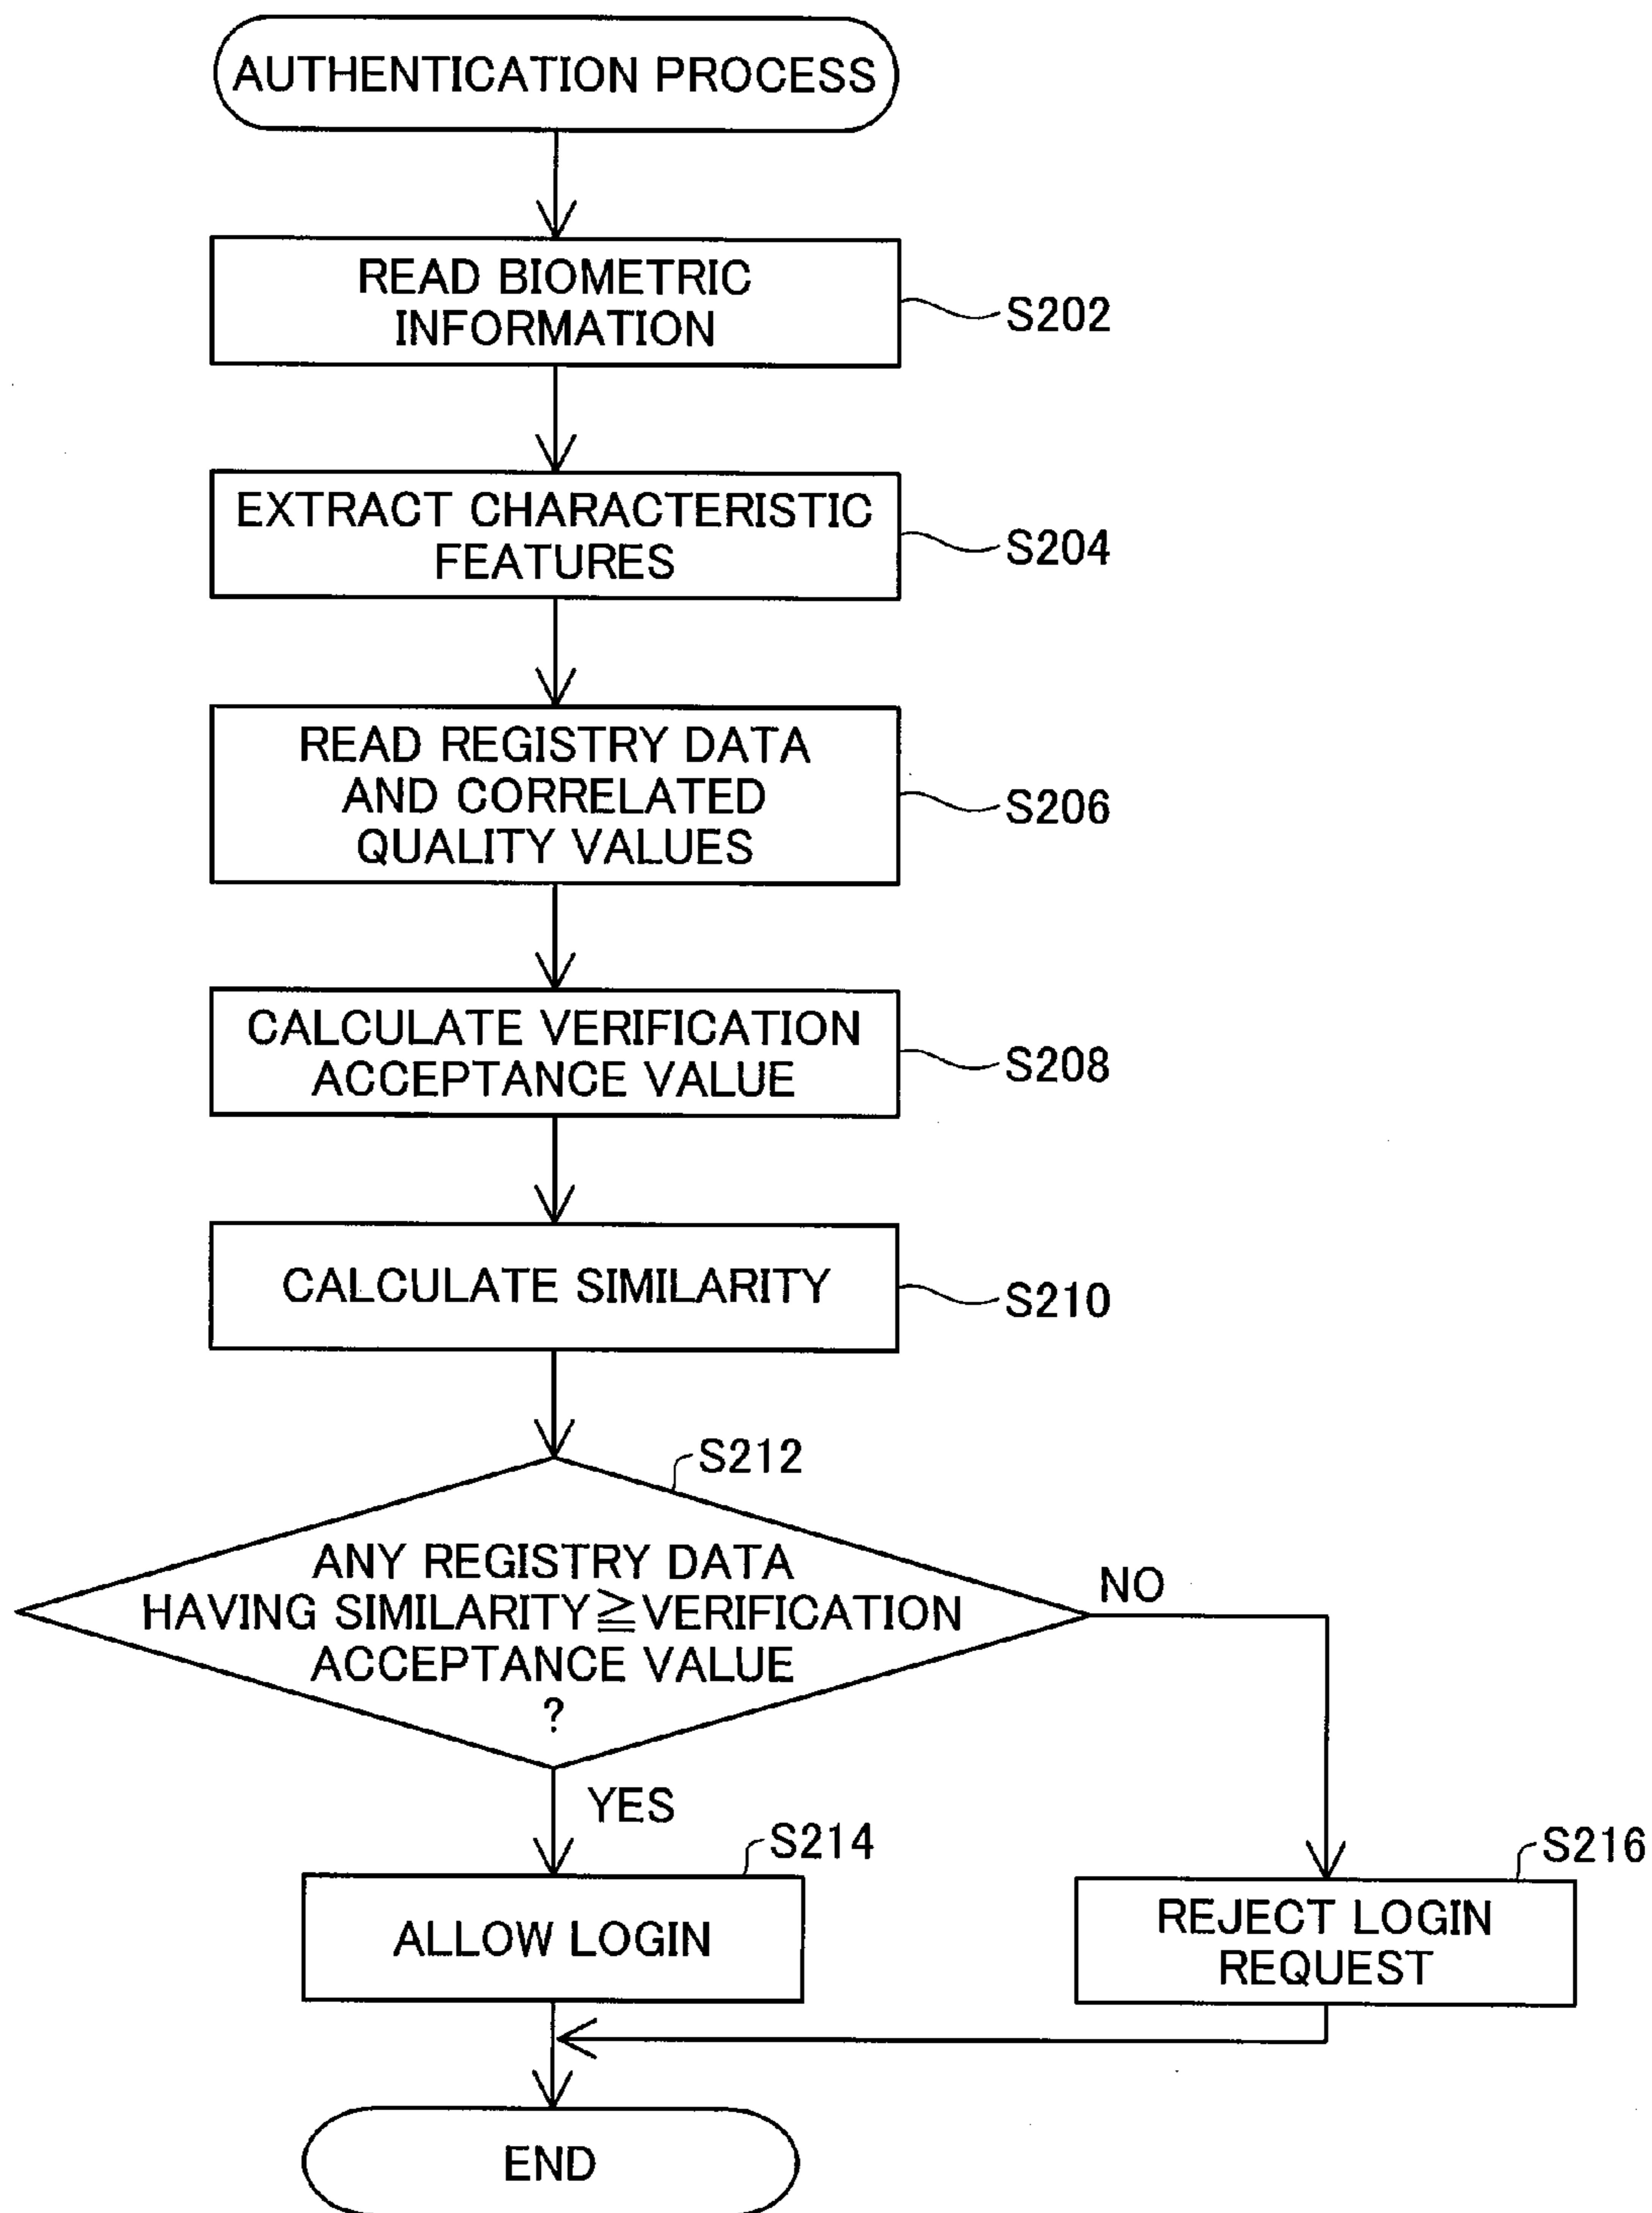 AUTHENTICATION PROCESS
READ BIOMETRIC
INFORMATION
S202
EXTRACT CHARACTERISTIC
FEATURES
S204
READ REGISTRY DATA
AND CORRELATED
QUALITY VALUES
S206
CALCULATE VERIFICATION
ACCEPTANCE VALUE
S208
CALCULATE SIMILARITY
S210
S212
ANY REGISTRY DATA
HAVING SIMILARITY≧VERIFICATION
ACCEPTANCE VALUE
?
NO
YES
S214
ALLOW LOGIN
S216
REJECT LOGIN
REQUEST
END